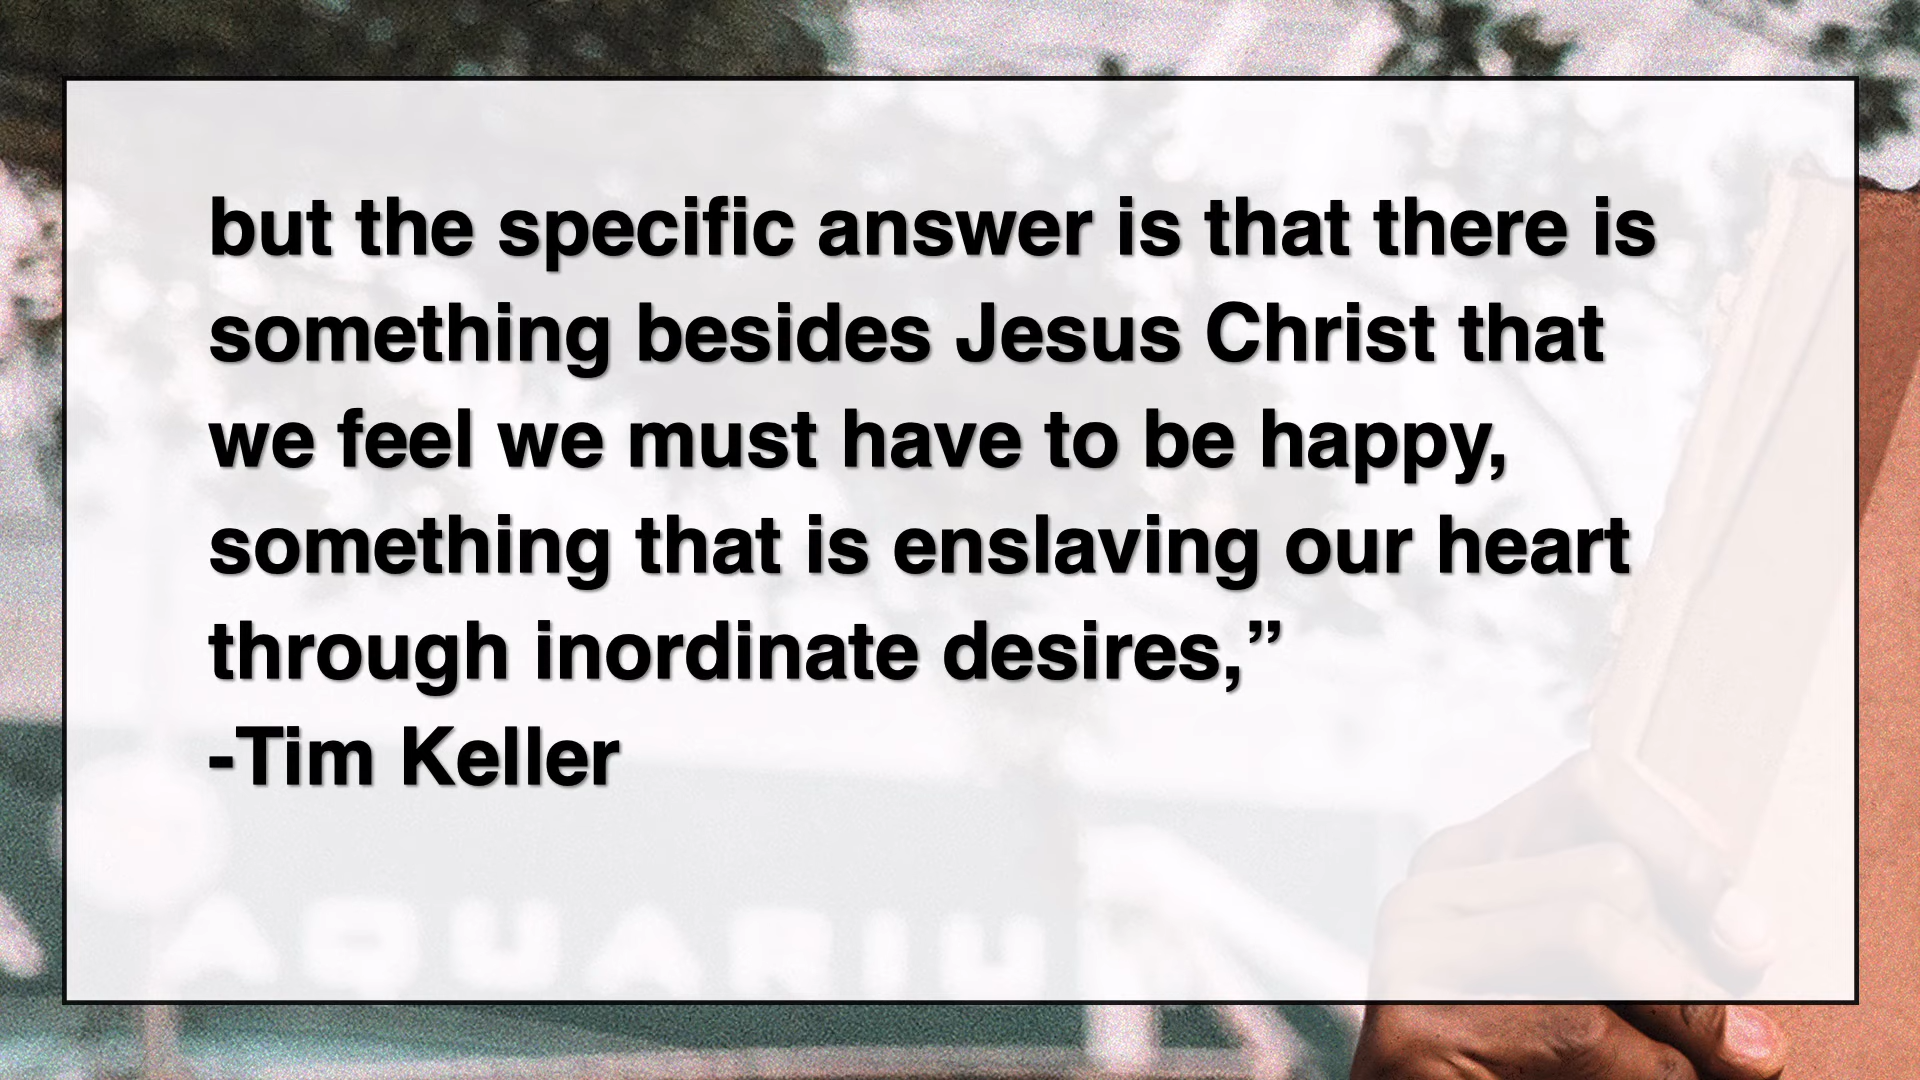 but the specific answer is that there is
something besides Jesus Christ that
we feel we must have to be happy,
something that is enslaving our heart
through inordinate desires,”
-Tim Keller
AQUARIU